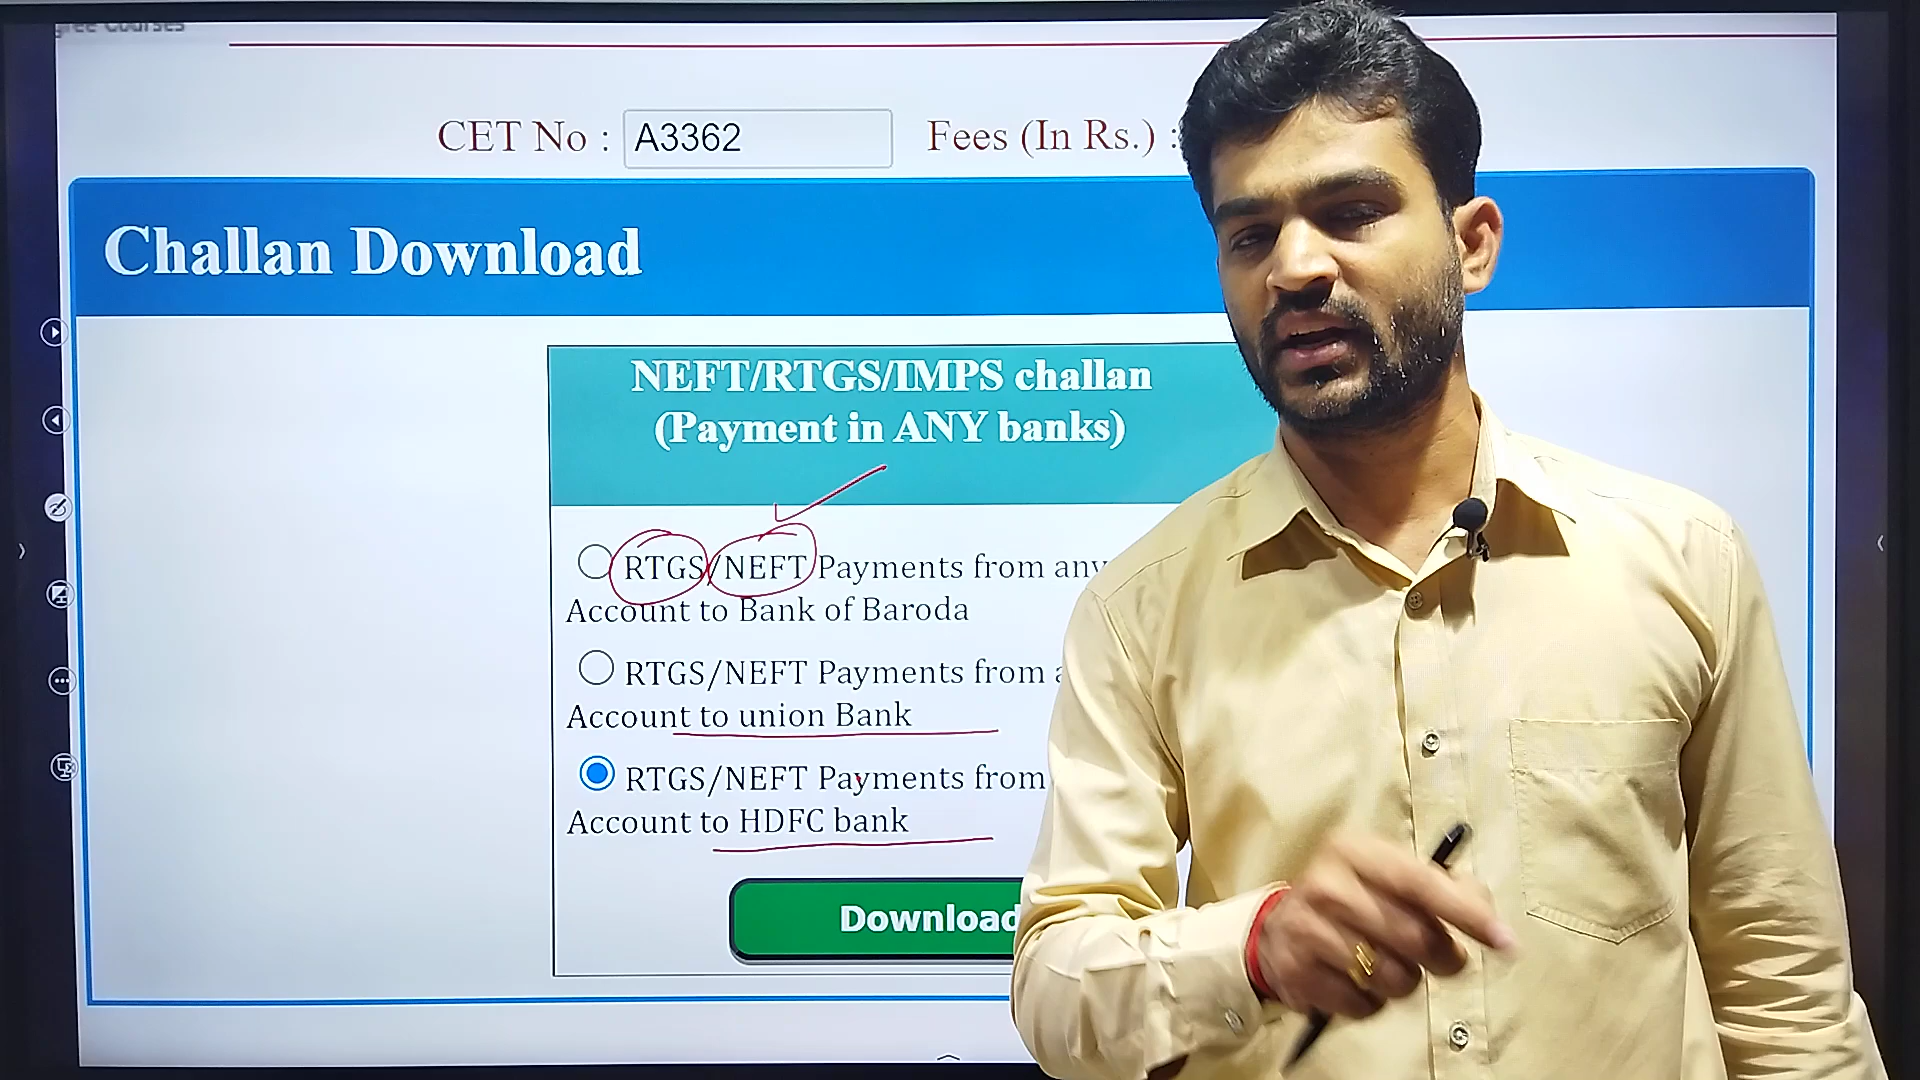 Courses
CET No : A3362 Fees (In Rs.) :
Challan Download
NEFT/RTGS/IMPS challan
(Payment in ANY banks)
RTGS/NEFT Payments from any
Account to Bank of Baroda
RTGS/NEFT Payments from a
Account to union Bank
RTGS/NEFT Payments from
Account to HDFC bank
Download